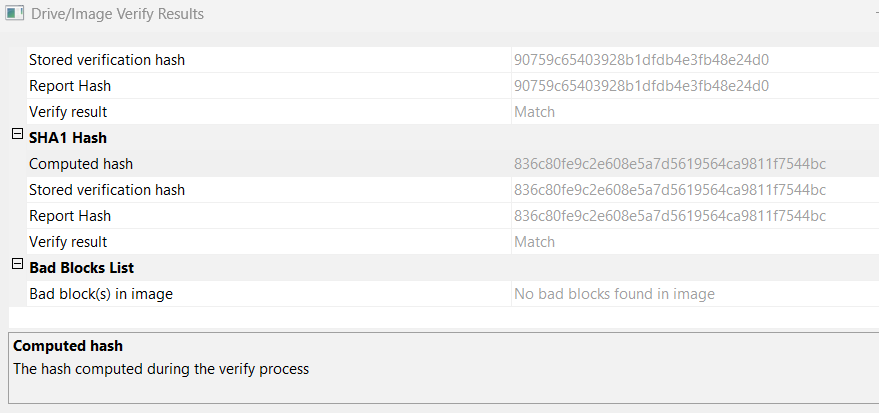 Drive/Image Verify Results
Stored verification hash 90759c65403928b1dfdb4e3fb48e24d0
Report Hash 90759c65403928b1dfdb4e3fb48e24d0
Verify result Match
SHA1 Hash
Computed hash 836c80fe9c2e608e5a7d5619564ca9811f7544bc
Stored verification hash 836c80fe9c2e608e5a7d5619564ca9811f7544bc
Report Hash 836c80fe9c2e608e5a7d5619564ca9811f7544bc
Verify result Match
Bad Blocks List
Bad block(s) in image No bad blocks found in image
Computed hash
The hash computed during the verify process